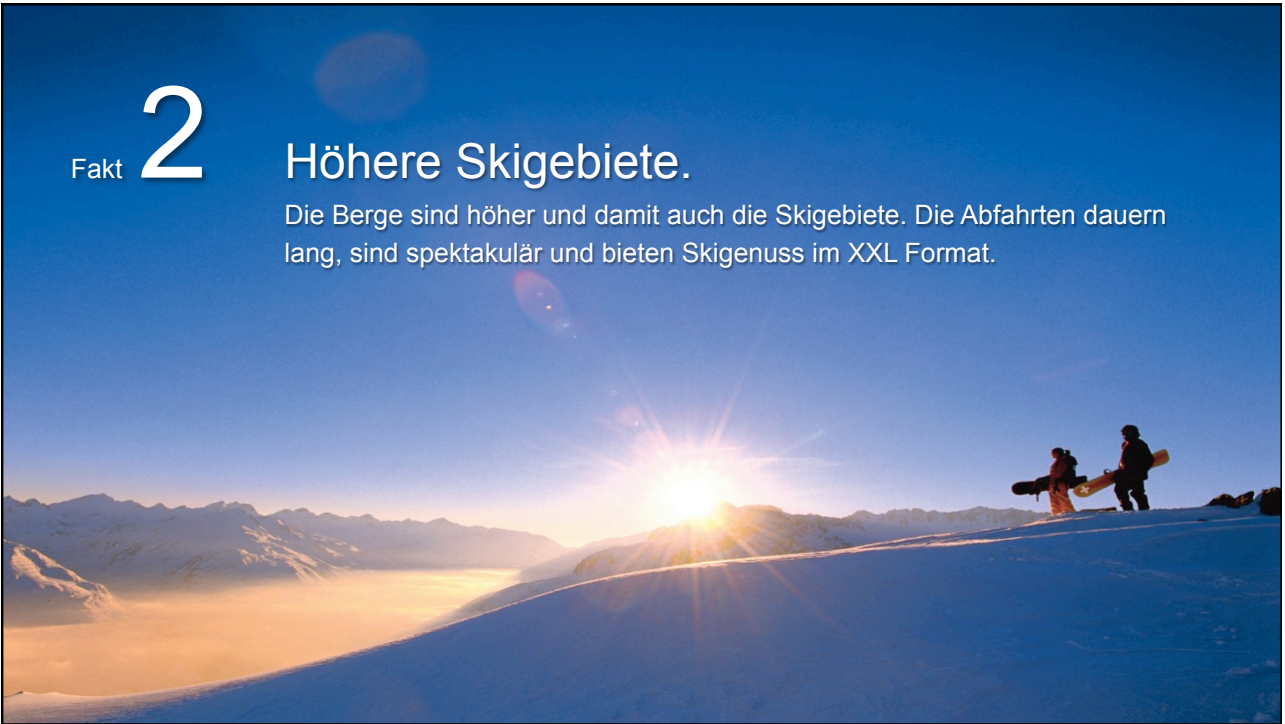 Fakt 2
Höhere Skigebiete.
Die Berge sind höher und damit auch die Skigebiete. Die Abfahrten dauern
lang, sind spektakulär und bieten Skigenuss im XXL Format.